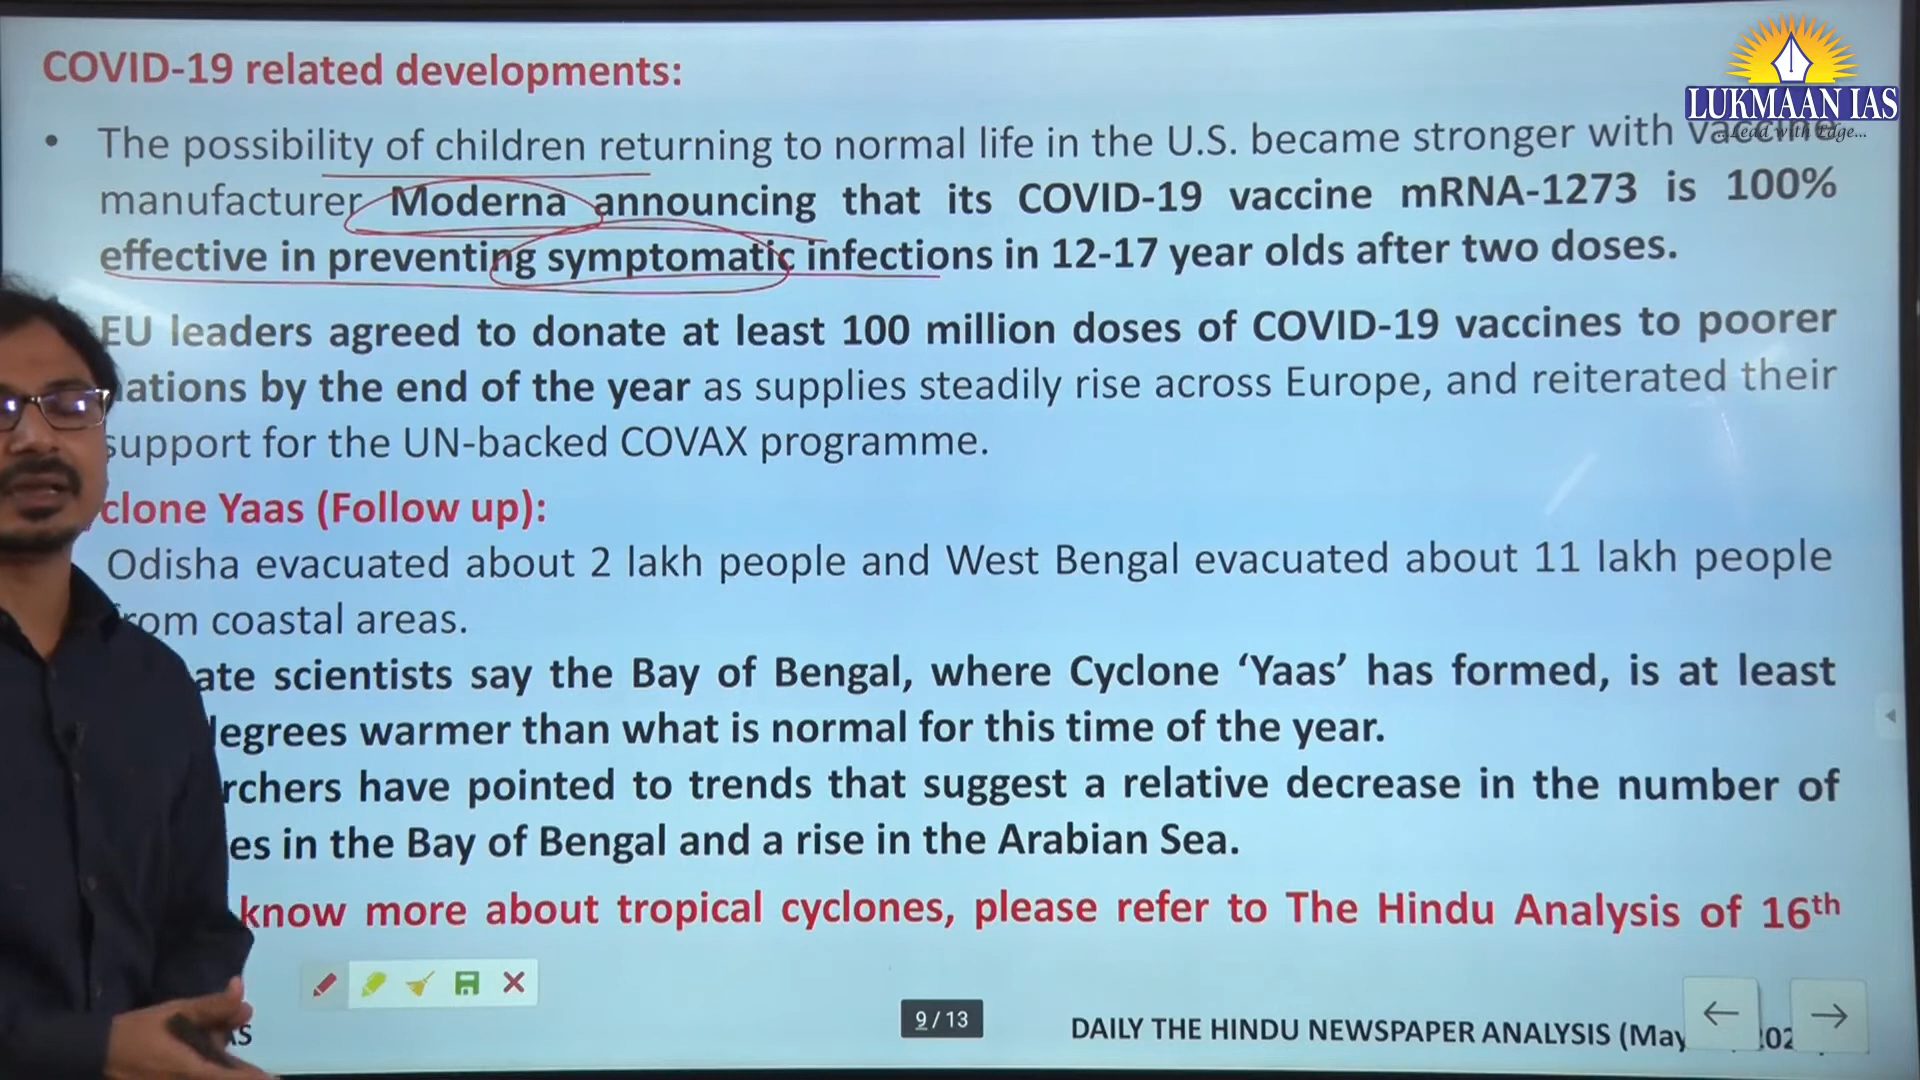 COVID-19 related developments:
LUKMAAN IAS
...Lead with Edge...
• The possibility of children returning to normal life in the U.S. became stronger with vaccine
manufacturer Moderna announcing that its COVID-19 vaccine mRNA-1273 is 100%
effective in preventing symptomatic infections in 12-17 year olds after two doses.
EU leaders agreed to donate at least 100 million doses of COVID-19 vaccines to poorer
nations by the end of the year as supplies steadily rise across Europe, and reiterated their
support for the UN-backed COVAX programme.
clone Yaas (Follow up):
Odisha evacuated about 2 lakh people and West Bengal evacuated about 11 lakh people
from coastal areas.
ate scientists say the Bay of Bengal, where Cyclone ‘Yaas’ has formed, is at least
degrees warmer than what is normal for this time of the year.
rchers have pointed to trends that suggest a relative decrease in the number of
es in the Bay of Bengal and a rise in the Arabian Sea.
know more about tropical cyclones, please refer to The Hindu Analysis of 16th
9 / 13
DAILY THE HINDU NEWSPAPER ANALYSIS (May